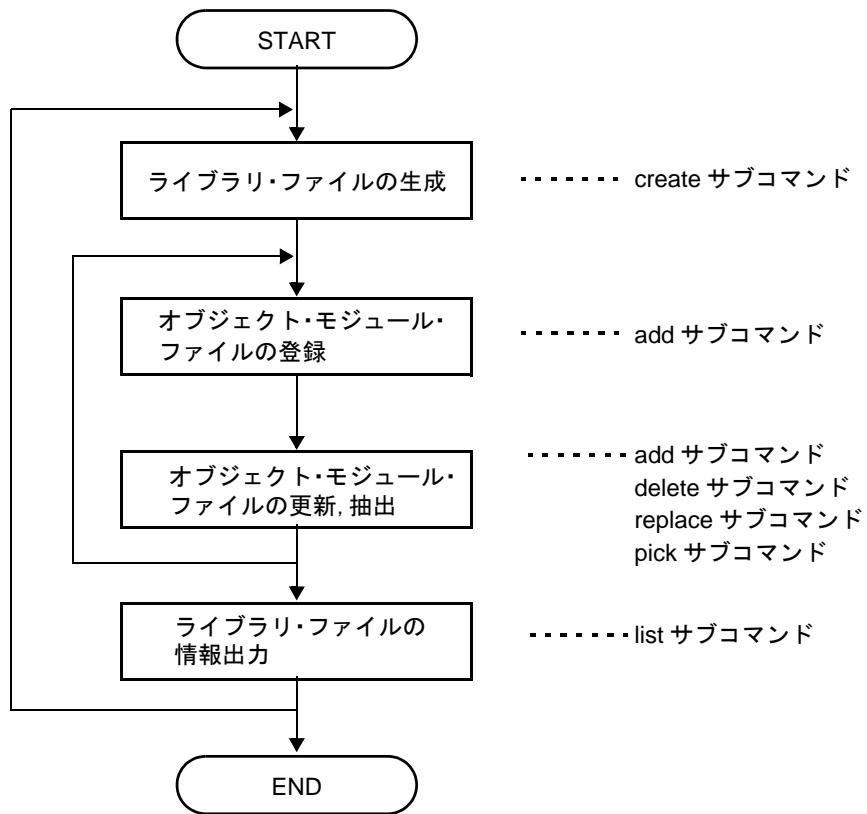 START
ライブラリ・ファイルの生成
create サブコマンド
オブジェクト・モジュール・
ファイルの登録
add サブコマンド
オブジェクト・モジュール・
ファイルの更新, 抽出
add サブコマンド
delete サブコマンド
replace サブコマンド
pick サブコマンド
ライブラリ・ファイルの
情報出力
list サブコマンド
END